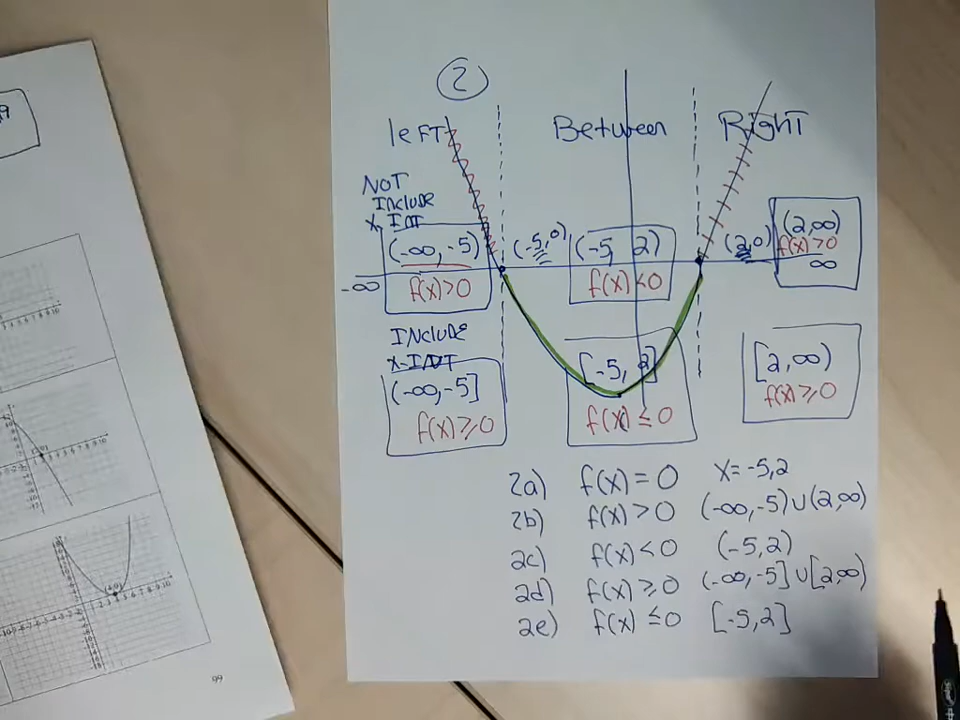 2
LEFT
Between
Right
NOT
INCLUDE
X INT
(-∞, -5)
f(x)>0
(-5,0)
(-5, 2)
f(x)<0
(2,0)
(2,∞)
f(x)>0
∞
-∞
INCLUDE
X-INT
(-∞,-5]
f(x)≥0
[-5, 2]
f(x)≤0
[2,∞)
f(x)≥0
2a) f(x)=0 X=-5,2
2b) f(x)>0 (-∞,-5)∪(2,∞)
2c) f(x)<0 (-5,2)
2d) f(x)≥0 (-∞,-5]∪[2,∞)
2e) f(x)≤0 [-5,2]
99